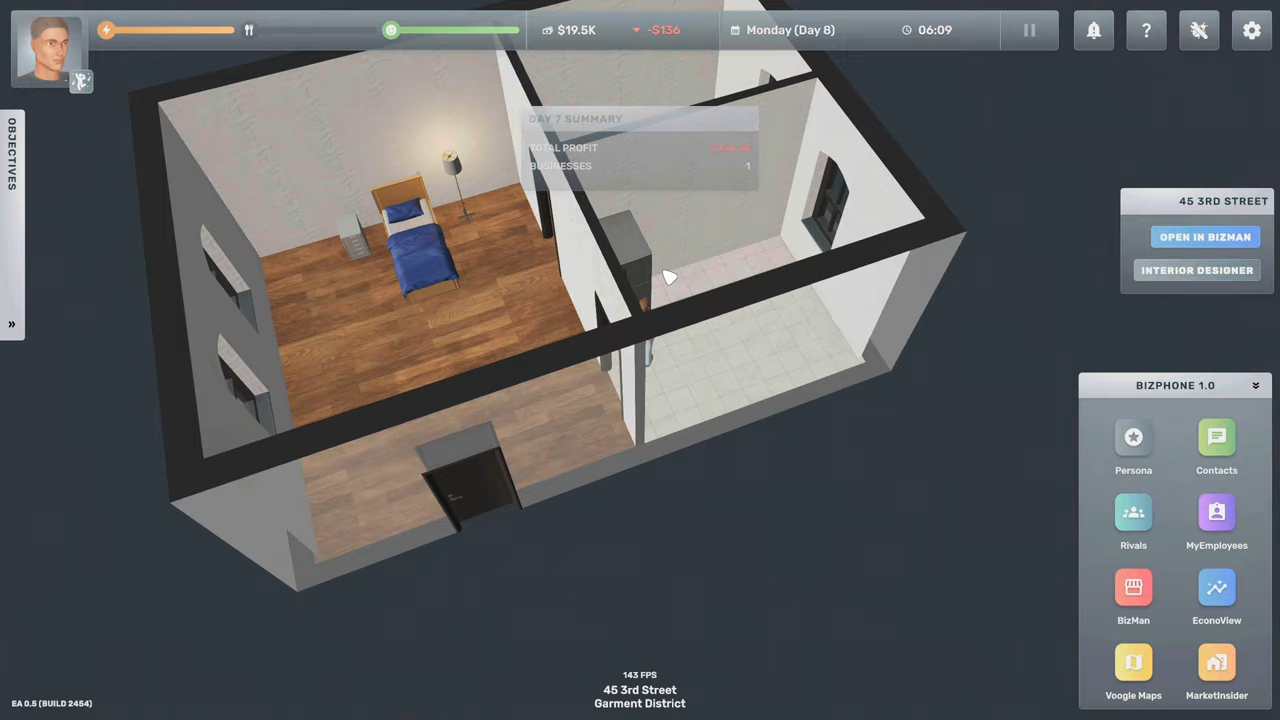 $19.5K
-$136
Monday (Day 8)
06:09
?
OBJECTIVES
»
DAY 7 SUMMARY
TOTAL PROFIT
BUSINESSES
1
45 3RD STREET
OPEN IN BIZMAN
INTERIOR DESIGNER
BIZPHONE 1.0
Persona
Contacts
Rivals
MyEmployees
BizMan
EconoView
Voogle Maps
MarketInsider
143 FPS
45 3rd Street
Garment District
EA 0.5 (BUILD 2454)